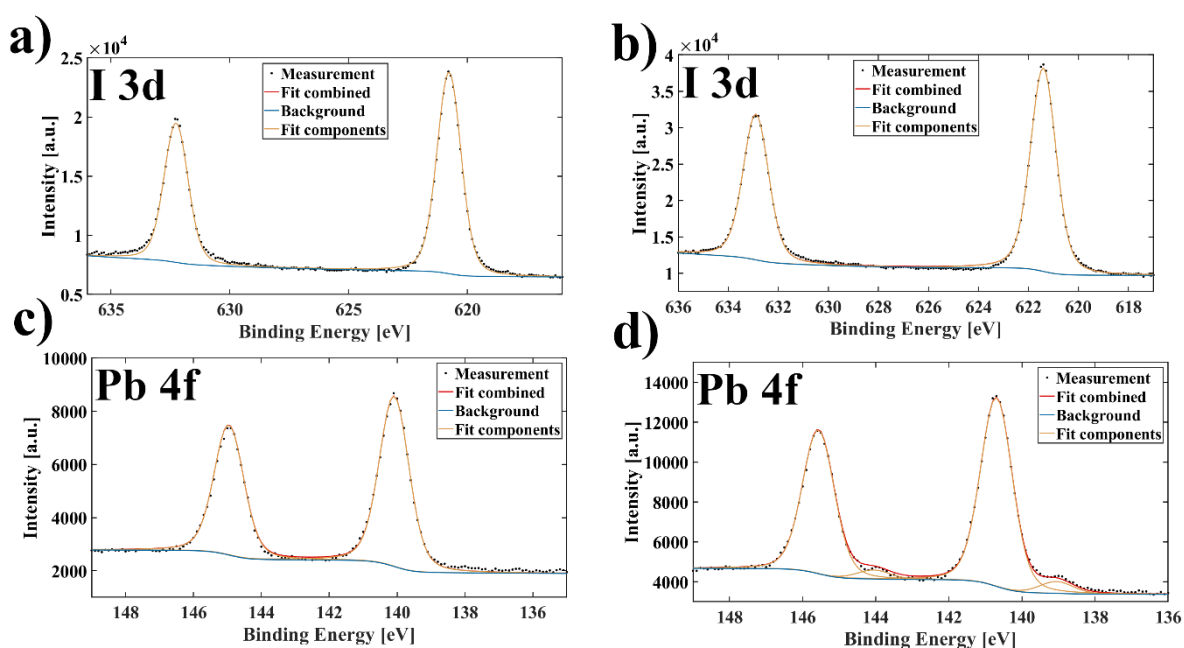 a)
×10^4
I 3d
Measurement
Fit combined
Background
Fit components
Intensity [a.u.]
2.5
2
1.5
1
0.5
635
630
625
620
Binding Energy [eV]
b)
×10^4
I 3d
Measurement
Fit combined
Background
Fit components
Intensity [a.u.]
4
3.5
3
2.5
2
1.5
1
636
634
632
630
628
626
624
622
620
618
Binding Energy [eV]
c)
Pb 4f
Measurement
Fit combined
Background
Fit components
Intensity [a.u.]
10000
8000
6000
4000
2000
148
146
144
142
140
138
136
Binding Energy [eV]
d)
Pb 4f
Measurement
Fit combined
Background
Fit components
Intensity [a.u.]
14000
12000
10000
8000
6000
4000
148
146
144
142
140
138
136
Binding Energy [eV]